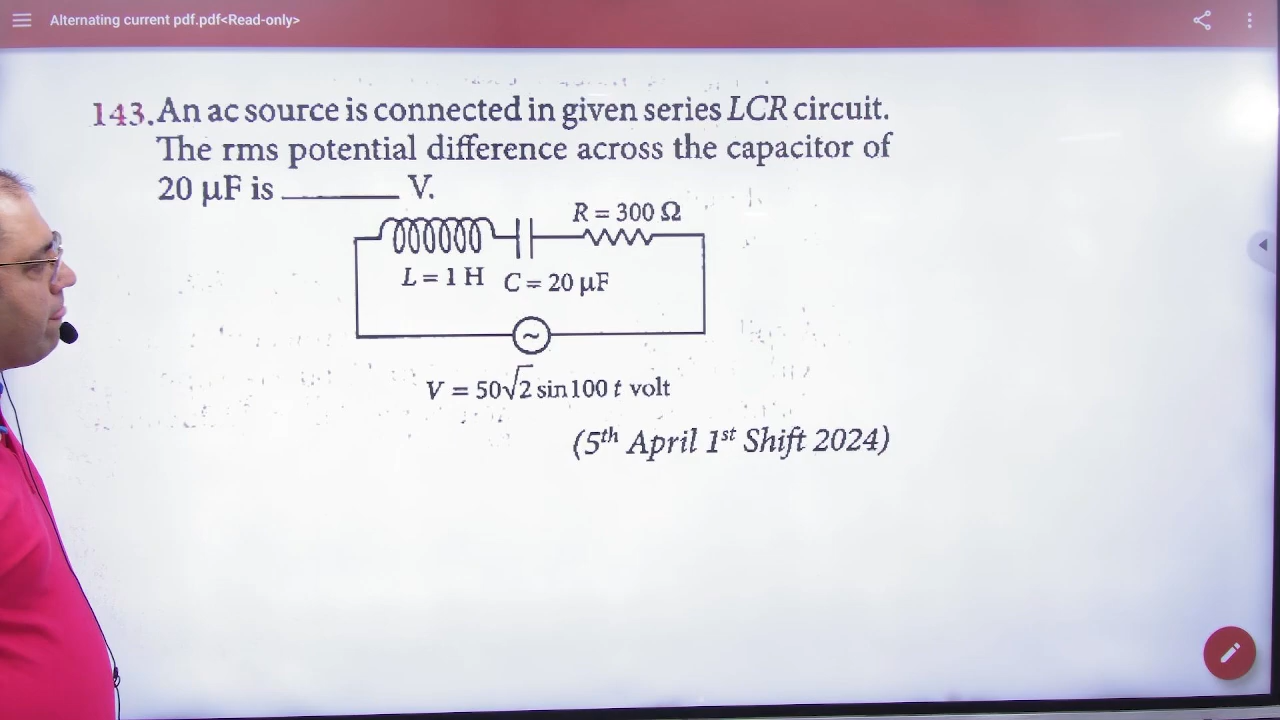 Alternating current pdf.pdf<Read-only>
143. An ac source is connected in given series LCR circuit.
The rms potential difference across the capacitor of
20 μF is ________ V.
R = 300 Ω
L = 1 H C = 20 μF
~
V = 50√2 sin 100 t volt
(5th April 1st Shift 2024)